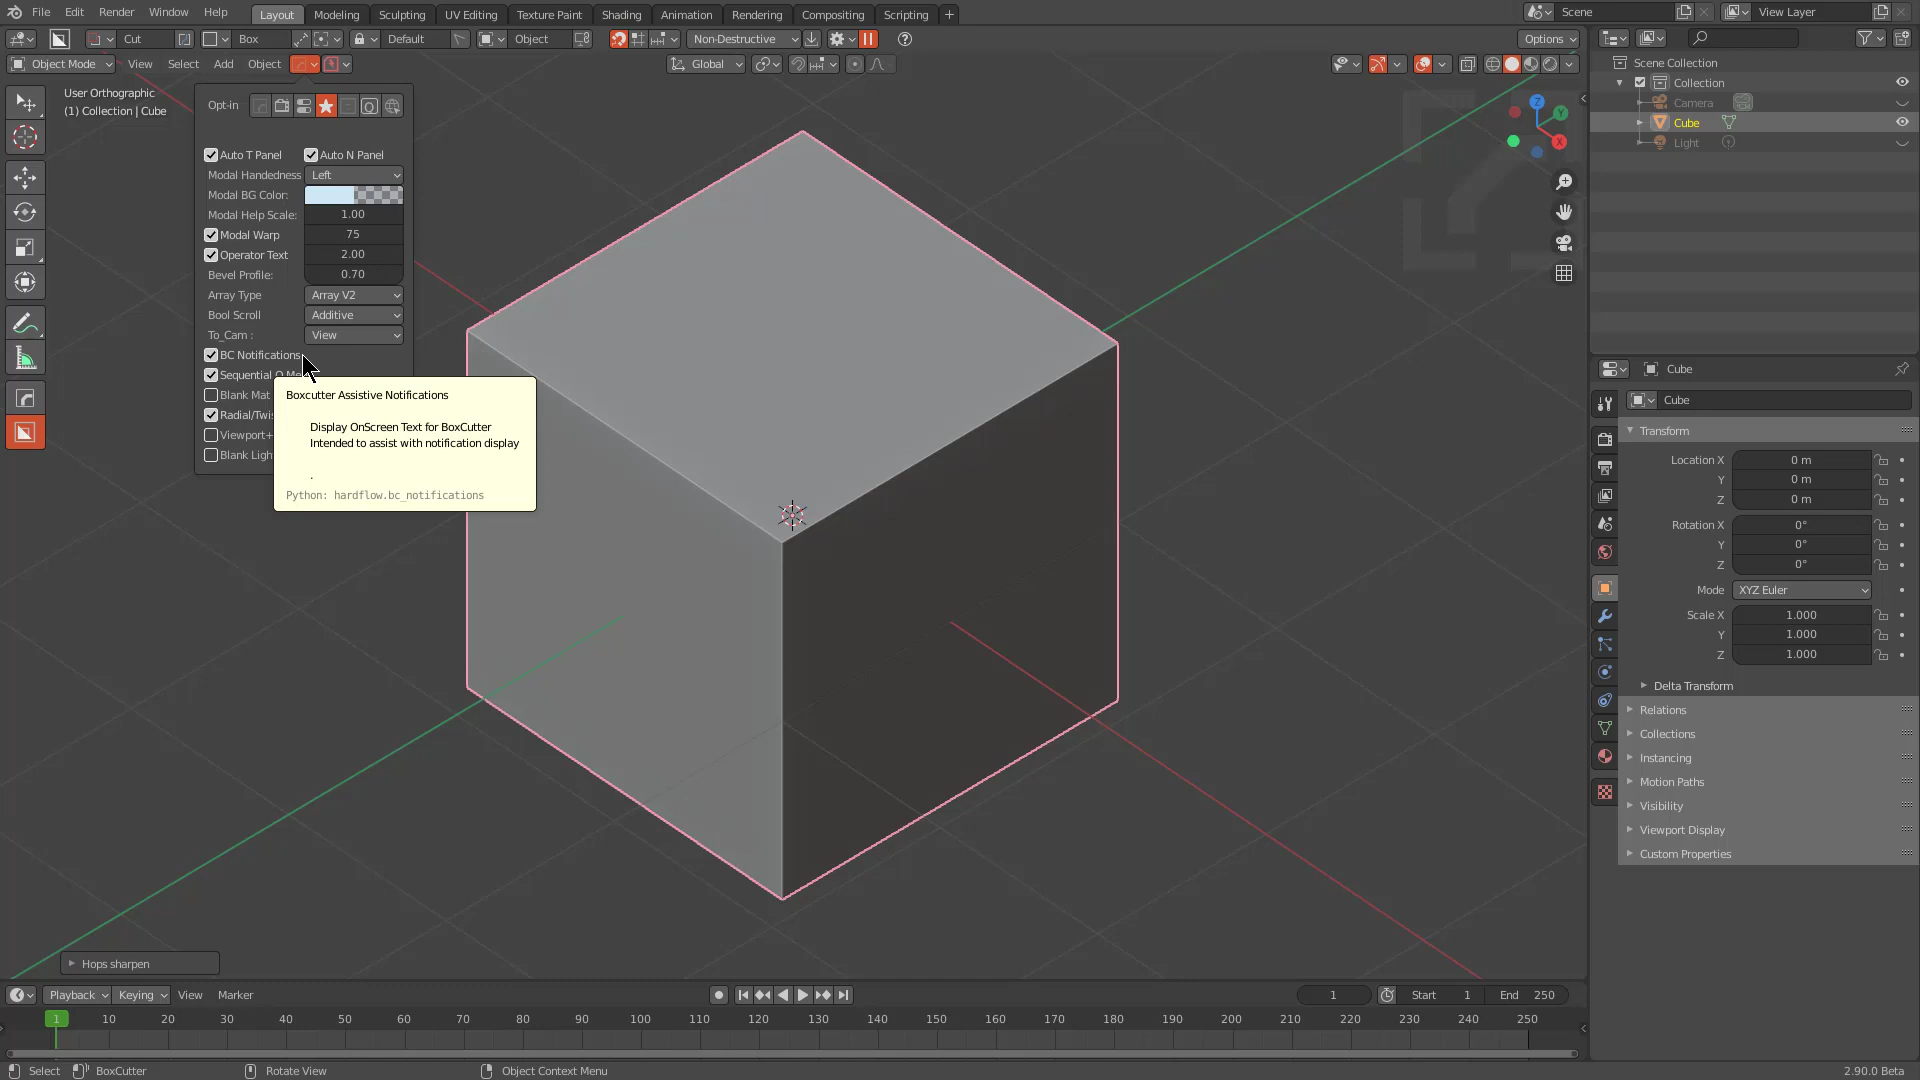 File Edit Render Window Help Layout Modeling Sculpting UV Editing Texture Paint Shading Animation Rendering Compositing Scripting + Scene View Layer
Cut Box Default Object Non-Destructive Options
Object Mode View Select Add Object Global
User Orthographic
(1) Collection | Cube
Opt-in
Auto T Panel Auto N Panel
Modal Handedness Left
Modal BG Color:
Modal Help Scale: 1.00
Modal Warp 75
Operator Text 2.00
Bevel Profile: 0.70
Array Type Array V2
Bool Scroll Additive
To_Cam : View
BC Notifications
Sequential Q Me
Blank Mat
Radial/Twis
Viewport+
Blank Ligh
Boxcutter Assistive Notifications
Display OnScreen Text for BoxCutter
Intended to assist with notification display
.
Python: hardflow.bc_notifications
Z
Y
X
Scene Collection
Collection
Camera
Cube
Light
Cube
Cube
Transform
Location X 0 m
Y 0 m
Z 0 m
Rotation X 0°
Y 0°
Z 0°
Mode XYZ Euler
Scale X 1.000
Y 1.000
Z 1.000
Delta Transform
Relations
Collections
Instancing
Motion Paths
Visibility
Viewport Display
Custom Properties
Hops sharpen
Playback Keying View Marker 1 Start 1 End 250
1 10 20 30 40 50 60 70 80 90 100 110 120 130 140 150 160 170 180 190 200 210 220 230 240 250
Select BoxCutter Rotate View Object Context Menu 2.90.0 Beta